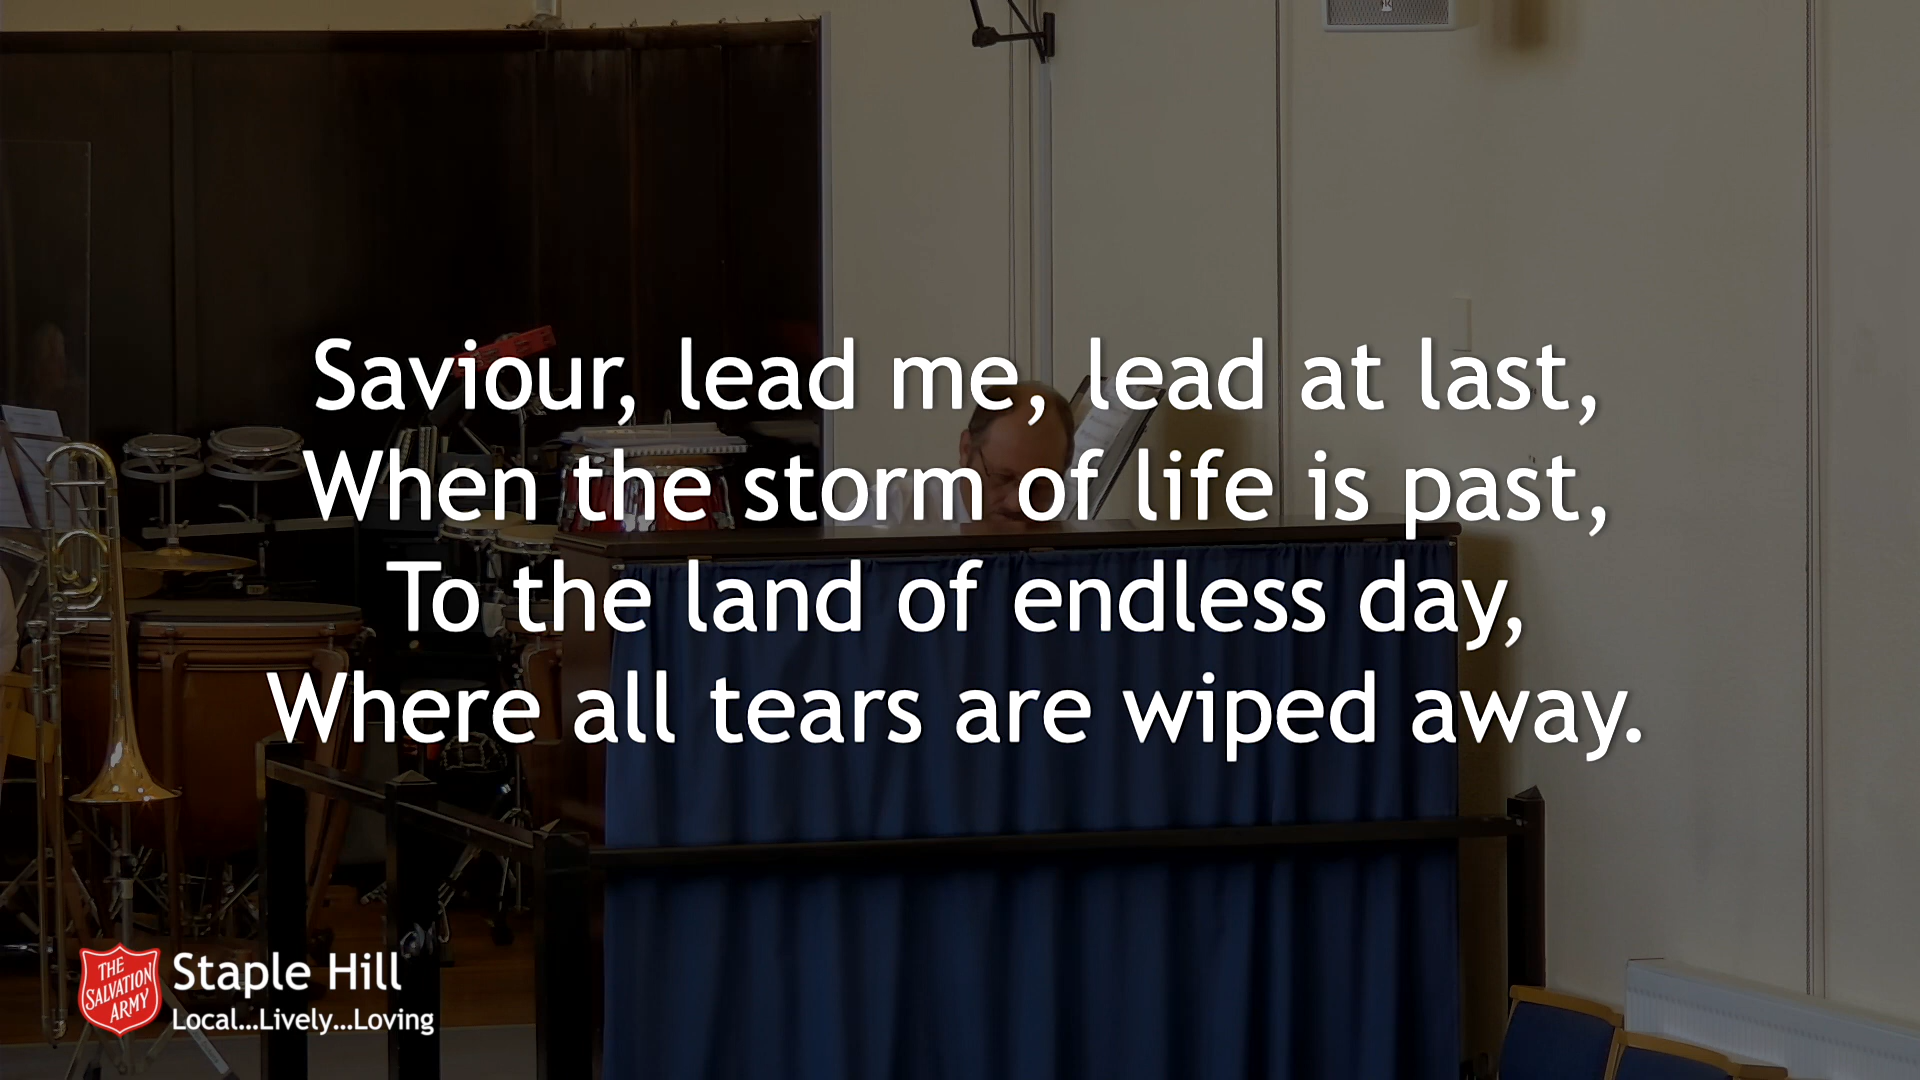 Saviour, lead me, lead at last,
When the storm of life is past,
To the land of endless day,
Where all tears are wiped away.
THE
SALVATION
ARMY
Staple Hill
Local...Lively...Loving